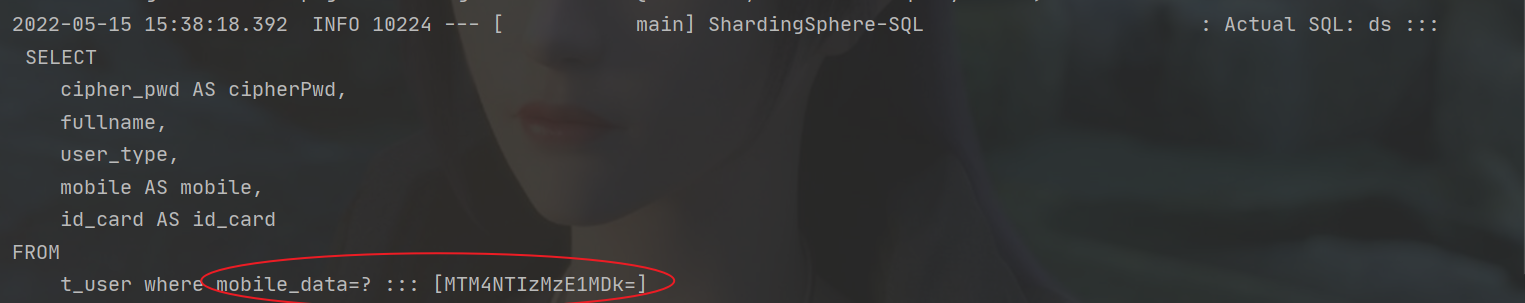 2022-05-15 15:38:18.392  INFO 10224 --- [           main] ShardingSphere-SQL                       : Actual SQL: ds :::
SELECT
cipher_pwd AS cipherPwd,
fullname,
user_type,
mobile AS mobile,
id_card AS id_card
FROM
t_user where mobile_data=? ::: [MTM4NTIzMzE1MDk=]